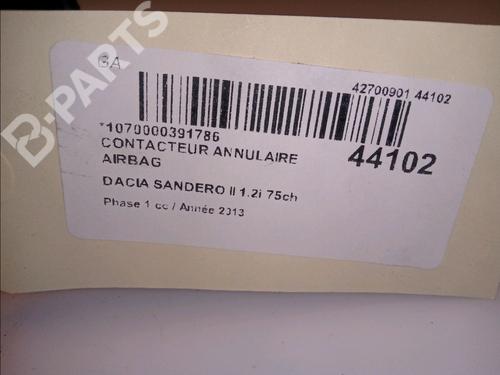 B-PARTS
GA
42700901 44102
*1070000391786
CONTACTEUR ANNULAIRE
AIRBAG
44102
DACIA SANDERO II 1.2i 75ch
Phase 1 cc / Année 2013